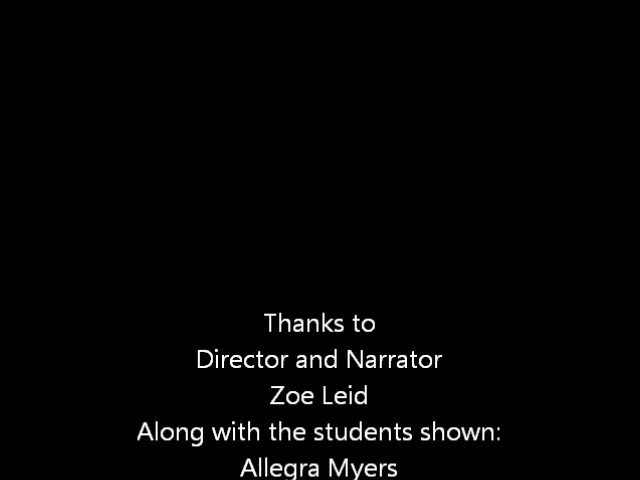 Thanks to
Director and Narrator
Zoe Leid
Along with the students shown:
Allegra Myers